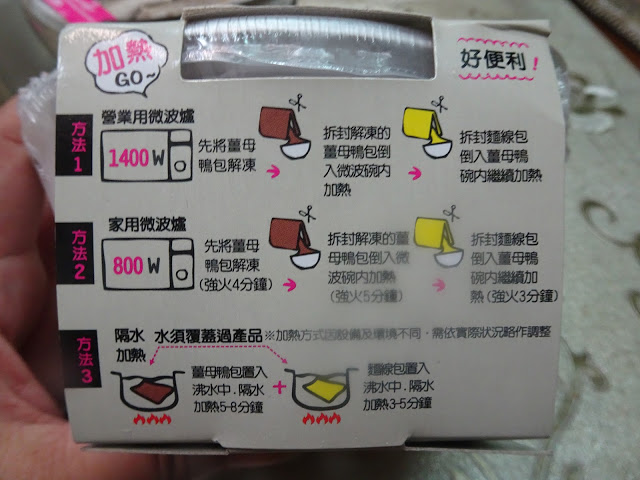 加熱
GO~
好便利!
方法1
營業用微波爐
1400W
先將薑母
鴨包解凍
拆封解凍的
薑母鴨包倒
入微波碗內
加熱
拆封麵線包
倒入薑母鴨
碗內繼續加熱
方法2
家用微波爐
800W
先將薑母
鴨包解凍
(強火4分鐘)
拆封解凍的薑
母鴨包倒入微
波碗內加熱
(強火5分鐘)
拆封麵線包
倒入薑母鴨
碗內繼續加
熱(強火3分鐘)
方法3
隔水
加熱
水須覆蓋過產品
※加熱方式因設備及環境不同,需依實際狀況略作調整
薑母鴨包置入
沸水中.隔水
加熱5-8分鐘
+
麵線包置入
沸水中.隔水
加熱3-5分鐘